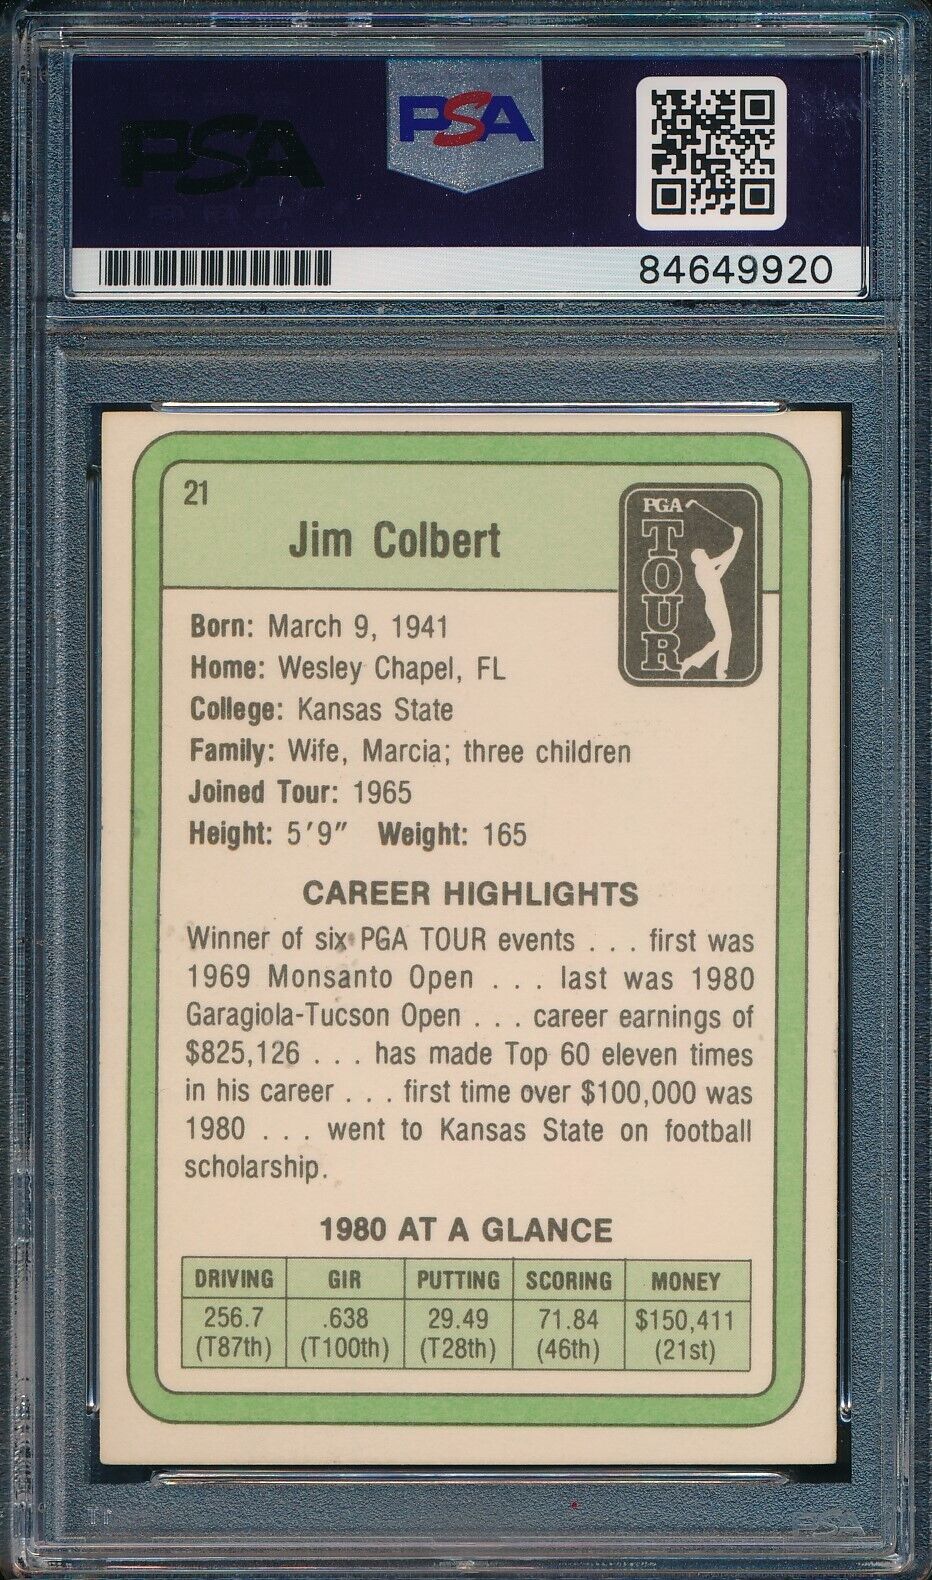 PSA
PSA
84649920
21
Jim Colbert
PGA
TOUR
Born: March 9, 1941
Home: Wesley Chapel, FL
College: Kansas State
Family: Wife, Marcia; three children
Joined Tour: 1965
Height: 5'9" Weight: 165
CAREER HIGHLIGHTS
Winner of six PGA TOUR events . . . first was
1969 Monsanto Open . . . last was 1980
Garagiola-Tucson Open . . . career earnings of
$825,126 . . . has made Top 60 eleven times
in his career . . . first time over $100,000 was
1980 . . . went to Kansas State on football
scholarship.
1980 AT A GLANCE
DRIVING GIR PUTTING SCORING MONEY
256.7 .638 29.49 71.84 $150,411
(T87th) (T100th) (T28th) (46th) (21st)
PSA